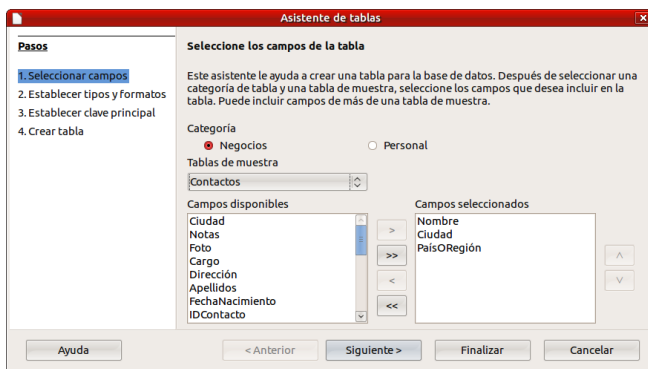 Asistente de tablas
Pasos
1. Seleccionar campos
2. Establecer tipos y formatos
3. Establecer clave principal
4. Crear tabla
Seleccione los campos de la tabla
Este asistente le ayuda a crear una tabla para la base de datos. Después de seleccionar una
categoría de tabla y una tabla de muestra, seleccione los campos que desea incluir en la
tabla. Puede incluir campos de más de una tabla de muestra.
Categoría
Negocios
Personal
Tablas de muestra
Contactos
Campos disponibles
Ciudad
Notas
Foto
Cargo
Dirección
Apellidos
FechaNacimiento
IDContacto
>
>>
<
<<
Campos seleccionados
Nombre
Ciudad
PaísORegión
Ayuda
< Anterior
Siguiente >
Finalizar
Cancelar